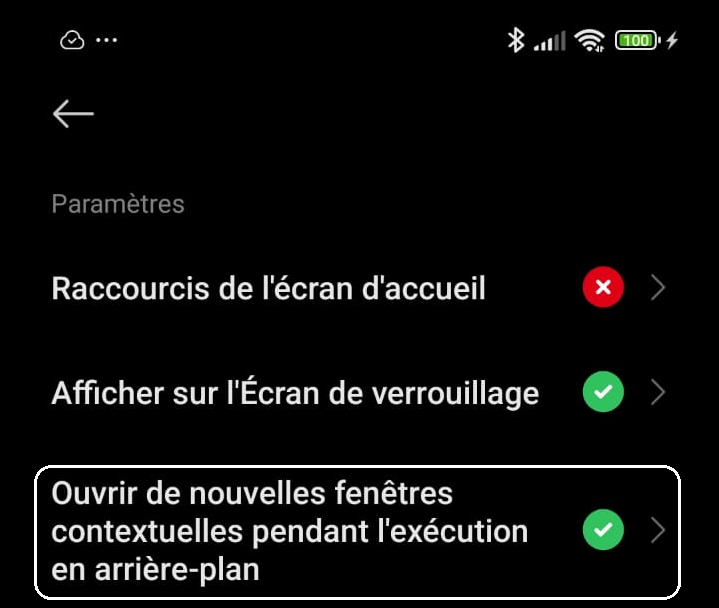 100
Paramètres
Raccourcis de l'écran d'accueil
Afficher sur l'Écran de verrouillage
Ouvrir de nouvelles fenêtres
contextuelles pendant l'exécution
en arrière-plan